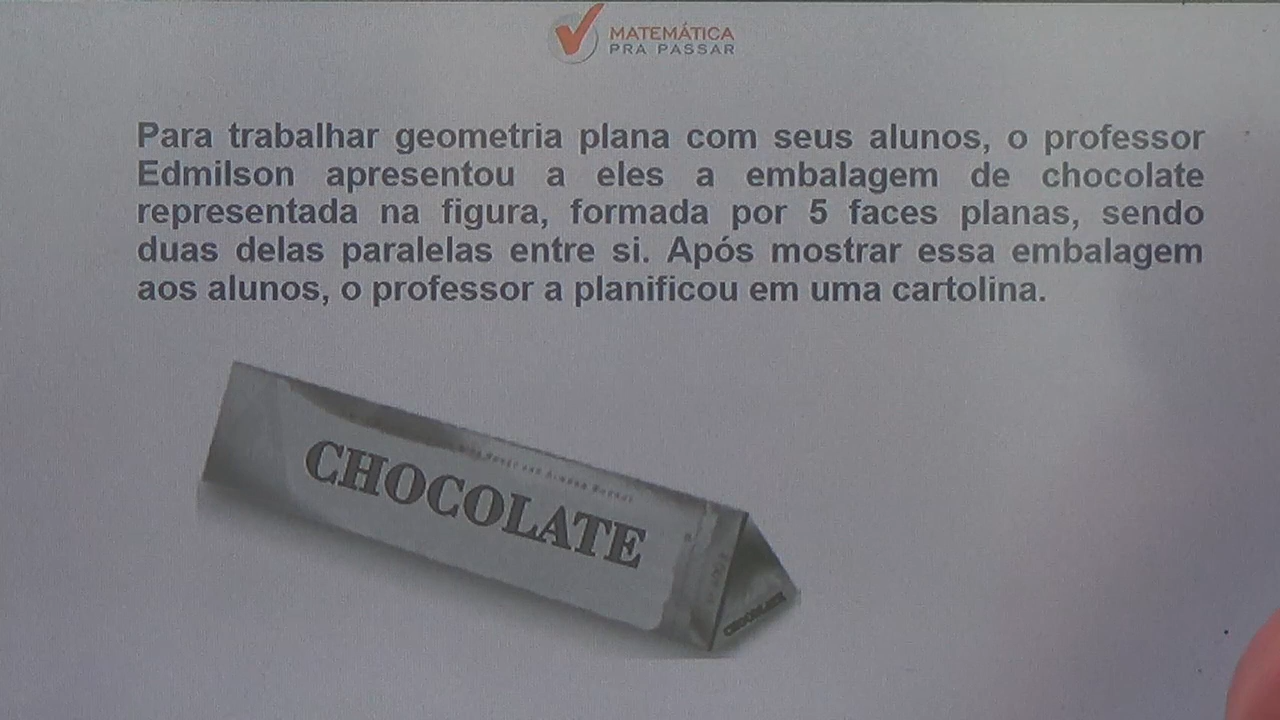 MATEMÁTICA
PRA PASSAR
Para trabalhar geometria plana com seus alunos, o professor
Edmilson apresentou a eles a embalagem de chocolate
representada na figura, formada por 5 faces planas, sendo
duas delas paralelas entre si. Após mostrar essa embalagem
aos alunos, o professor a planificou em uma cartolina.
CHOCOLATE
CHOCOLATE